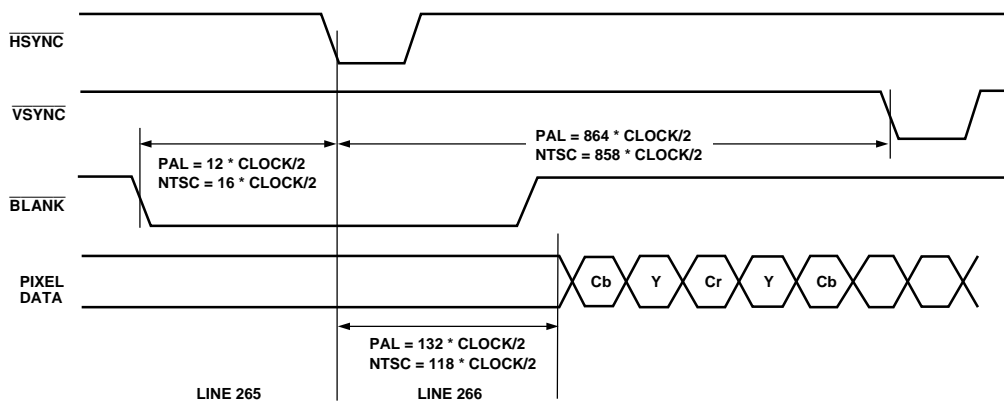 HSYNC
VSYNC
PAL = 864 * CLOCK/2
NTSC = 858 * CLOCK/2
PAL = 12 * CLOCK/2
NTSC = 16 * CLOCK/2
BLANK
PIXEL
DATA
Cb Y Cr Y Cb
PAL = 132 * CLOCK/2
NTSC = 118 * CLOCK/2
LINE 265 LINE 266